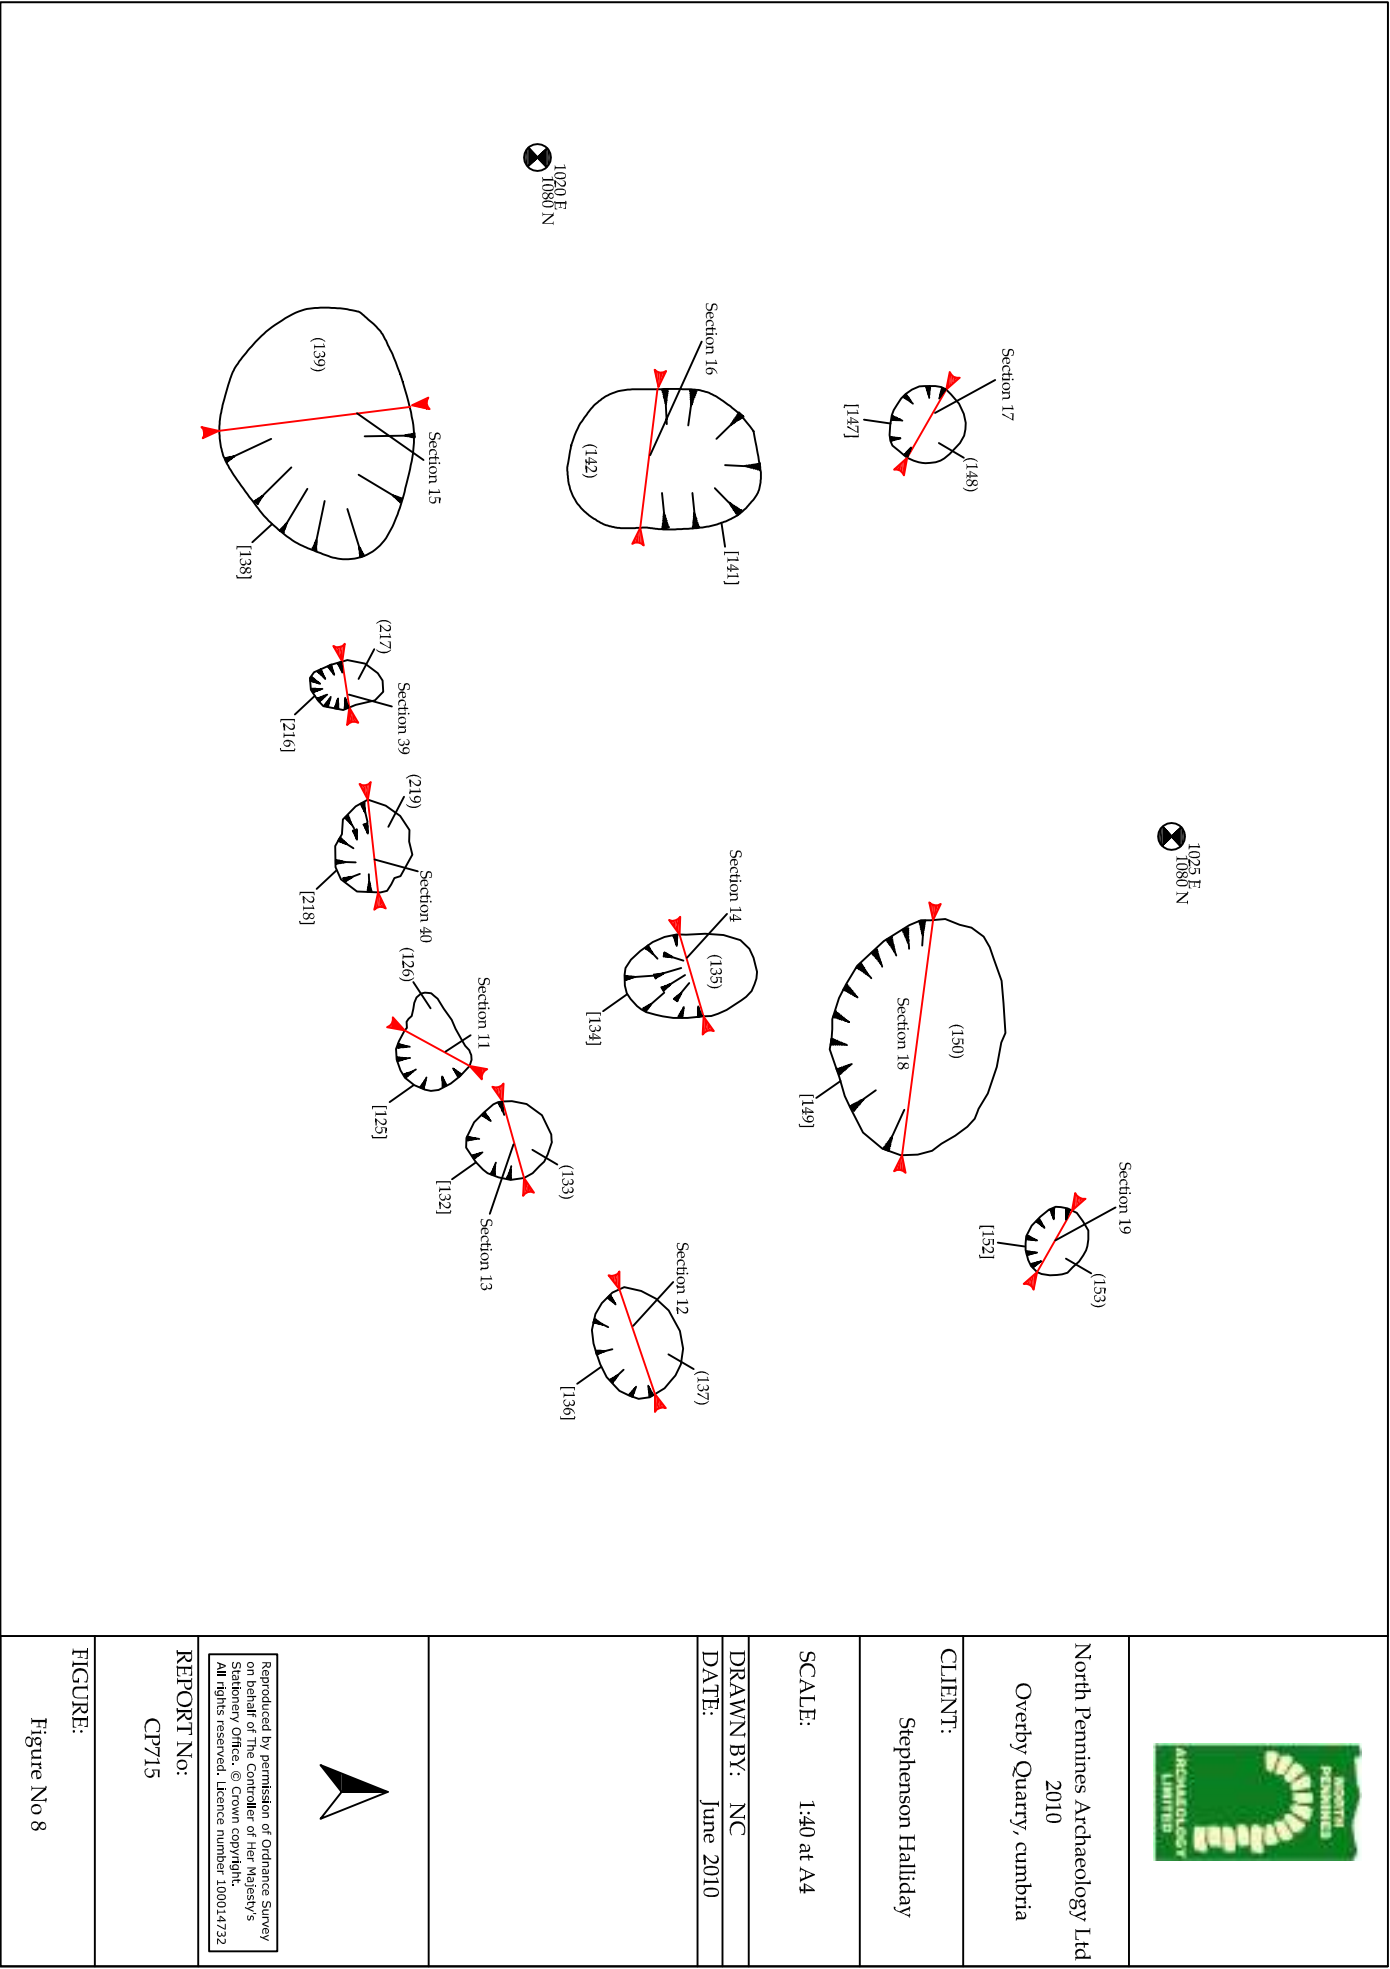 1025 E
1080 N
Section 19
(153)
[152]
Section 17
(148)
[147]
(150)
Section 18
[149]
Section 16
[141]
(142)
Section 14
(135)
[134]
Section 12
(137)
[136]
1020 E
1080 N
(133)
Section 13
[132]
Section 11
(126)
[125]
Section 15
(139)
[138]
(219)
Section 40
[218]
(217)
Section 39
[216]
NORTH
PENNINES
ARCHAEOLOGY
LIMITED
North Pennines Archaeology Ltd
2010
Overby Quarry, cumbria
CLIENT:
Stephenson Halliday
SCALE: 1:40 at A4
DRAWN BY: NC
DATE: June 2010
Reproduced by permission of Ordnance Survey
on behalf of The Controller of Her Majesty's
Stationery Office. © Crown copyright.
All rights reserved. Licence number 100014732
REPORT No:
CP715
FIGURE:
Figure No 8